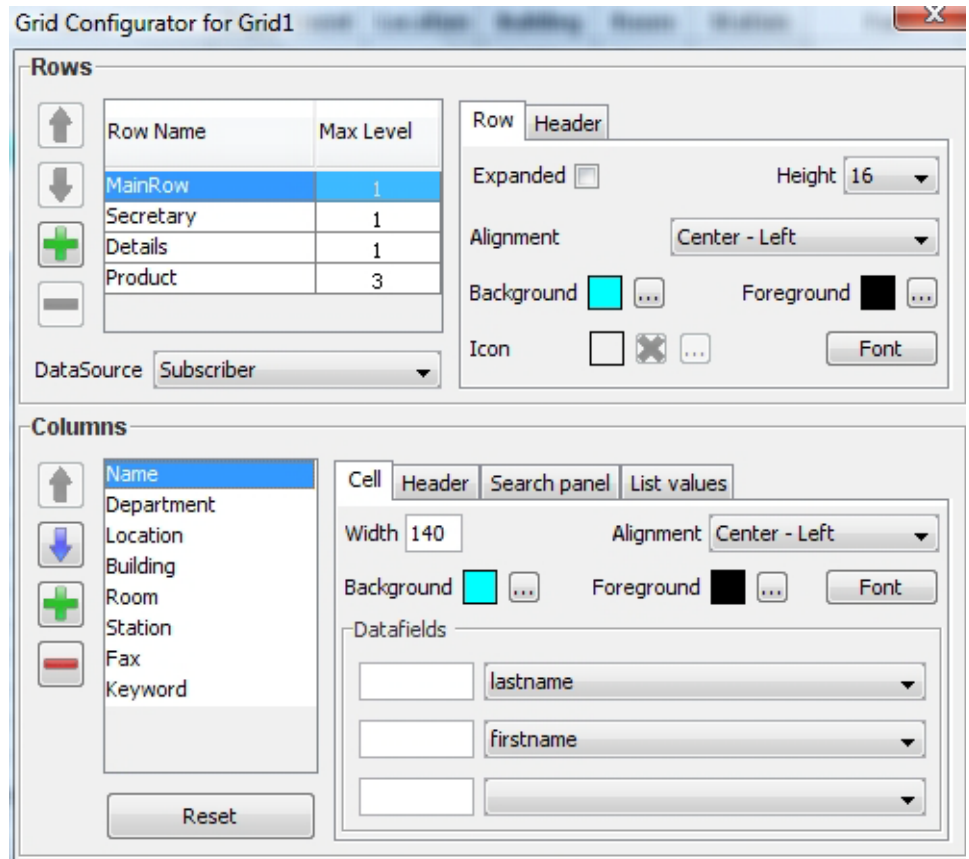 Grid Configurator for Grid1
Rows
Row Name Max Level
MainRow 1
Secretary 1
Details 1
Product 3
DataSource Subscriber
Row Header
Expanded Height 16
Alignment Center - Left
Background ... Foreground ...
Icon ... Font
Columns
Name
Department
Location
Building
Room
Station
Fax
Keyword
Reset
Cell Header Search panel List values
Width 140 Alignment Center - Left
Background ... Foreground ... Font
Datafields
lastname
firstname